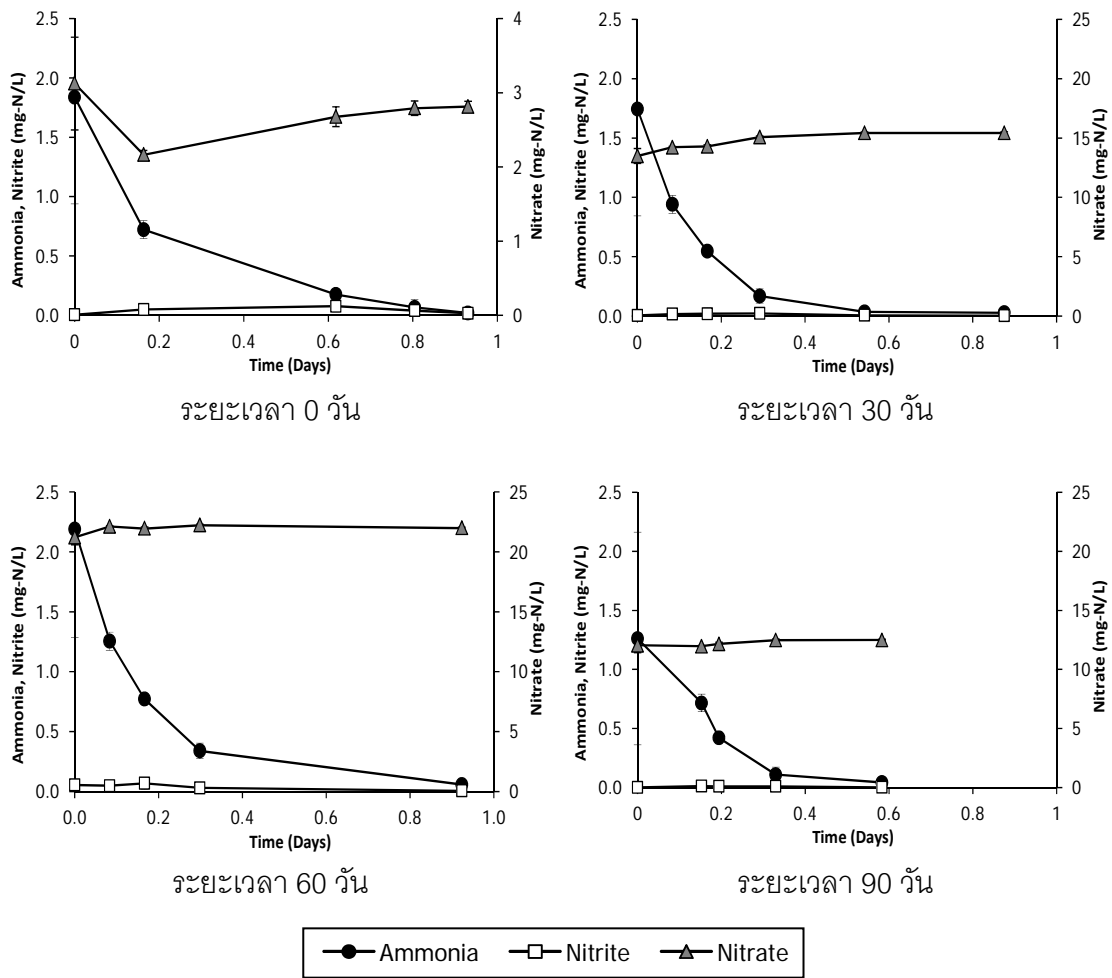 2.5 4
2.0 3
1.5
2
1.0
1
0.5
0.0 0
Ammonia, Nitrite (mg-N/L)
Nitrate (mg-N/L)
0 0.2 0.4 0.6 0.8 1
Time (Days)
ระยะเวลา 0 วัน
2.5 25
2.0 20
1.5 15
1.0 10
0.5 5
0.0 0
Ammonia, Nitrite (mg-N/L)
Nitrate (mg-N/L)
0 0.2 0.4 0.6 0.8 1
Time (Days)
ระยะเวลา 30 วัน
2.5 25
2.0 20
1.5 15
1.0 10
0.5 5
0.0 0
Ammonia, Nitrite (mg-N/L)
Nitrate (mg-N/L)
0.0 0.2 0.4 0.6 0.8 1.0
Time (Days)
ระยะเวลา 60 วัน
2.5 25
2.0 20
1.5 15
1.0 10
0.5 5
0.0 0
Ammonia, Nitrite (mg-N/L)
Nitrate (mg-N/L)
0 0.2 0.4 0.6 0.8 1
Time (Days)
ระยะเวลา 90 วัน
Ammonia Nitrite Nitrate